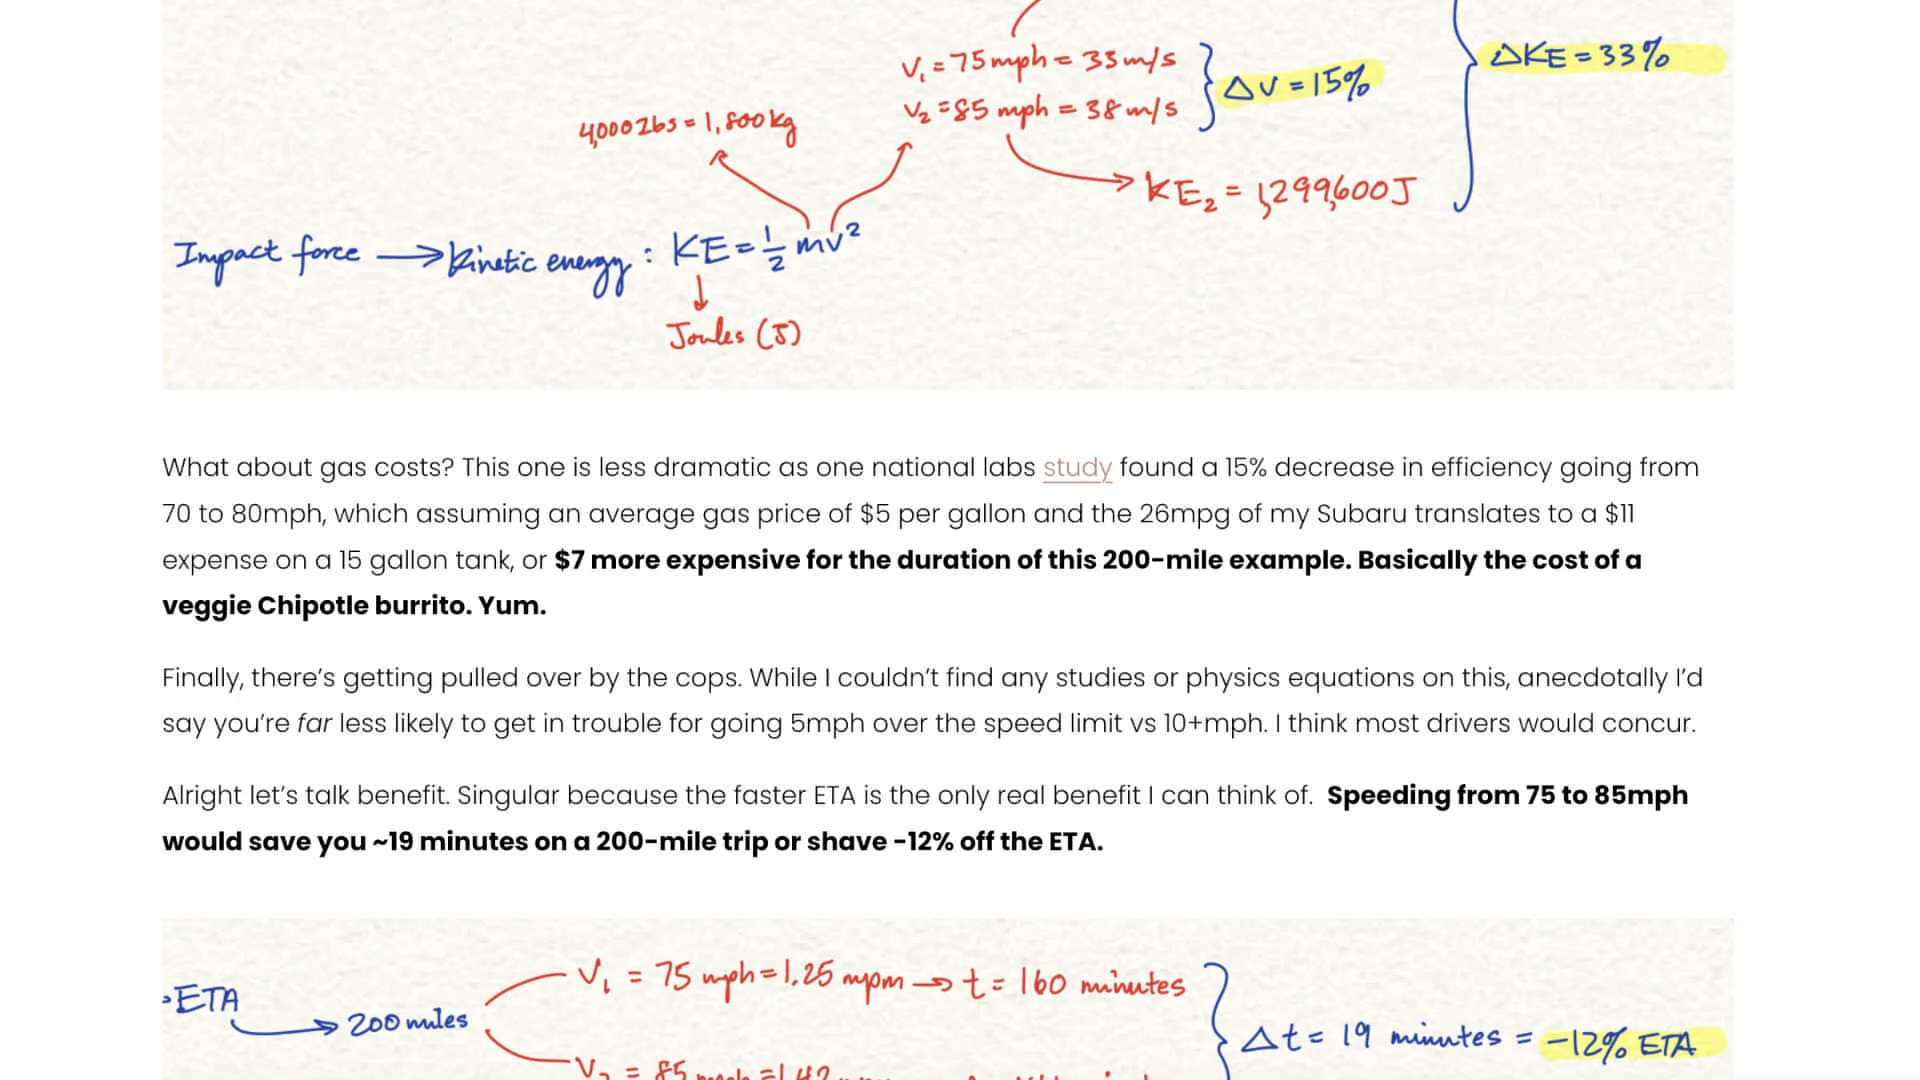 V₁ = 75 mph = 33 m/s
V₂ = 85 mph = 38 m/s
ΔV = 15%
ΔKE = 33%
4,000 lbs = 1,800 kg
KE₂ = 1,299,600 J
Impact force → kinetic energy : KE = 1/2 mv²
Joules (J)
What about gas costs? This one is less dramatic as one national labs study found a 15% decrease in efficiency going from
70 to 80mph, which assuming an average gas price of $5 per gallon and the 26mpg of my Subaru translates to a $11
expense on a 15 gallon tank, or $7 more expensive for the duration of this 200-mile example. Basically the cost of a
veggie Chipotle burrito. Yum.
Finally, there’s getting pulled over by the cops. While I couldn’t find any studies or physics equations on this, anecdotally I’d
say you’re far less likely to get in trouble for going 5mph over the speed limit vs 10+mph. I think most drivers would concur.
Alright let’s talk benefit. Singular because the faster ETA is the only real benefit I can think of. Speeding from 75 to 85mph
would save you ~19 minutes on a 200-mile trip or shave -12% off the ETA.
V₁ = 75 mph = 1.25 mpm → t = 160 minutes
• ETA
→ 200 miles
Δt = 19 minutes = -12% ETA
V₂ = 85 mph = 1.42